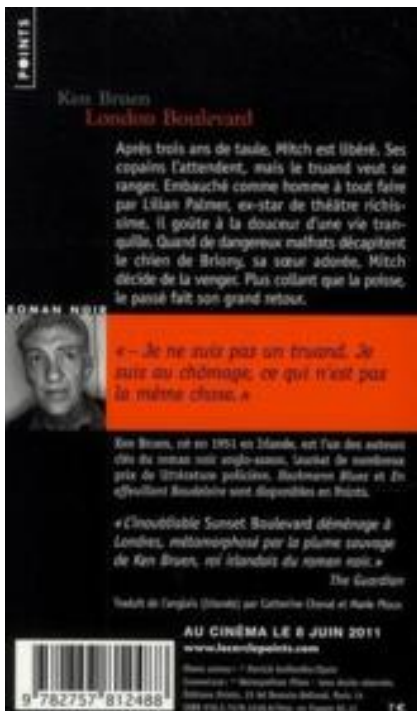 POINTS
Ken Bruen
London Boulevard
Après trois ans de taule, Mitch est libéré. Ses
copains l'attendent, mais le truand veut se
ranger. Embauché comme homme à tout faire
par Lilian Palmer, ex-star de théâtre richis-
sime, il goûte à la douceur d'une vie tran-
quille. Quand de dangereux malfrats décapitent
le chien de Briony, sa sœur adorée, Mitch
décide de la venger. Plus collant que la poisse,
le passé fait son grand retour.
ROMAN NOIR
« – Je ne suis pas un truand. Je
suis au chômage, ce qui n'est pas
la même chose. »
Ken Bruen, né en 1951 en Irlande, est l'un des auteurs
clés du roman noir anglo-saxon. Lauréat de nombreux
prix de littérature policière. Blackmann Blues et En
effeuillant Baudelaire sont disponibles en Points.
« L'inoubliable Sunset Boulevard déménage à
Londres, métamorphosé par la plume sauvage
de Ken Bruen, roi irlandais du roman noir. »
The Guardian
Traduit de l'anglais (Irlande) par Catherine Cheval et Marie Ploux
AU CINÉMA LE 8 JUIN 2011
www.lecerclepoints.com
9 782757 812488
7 €